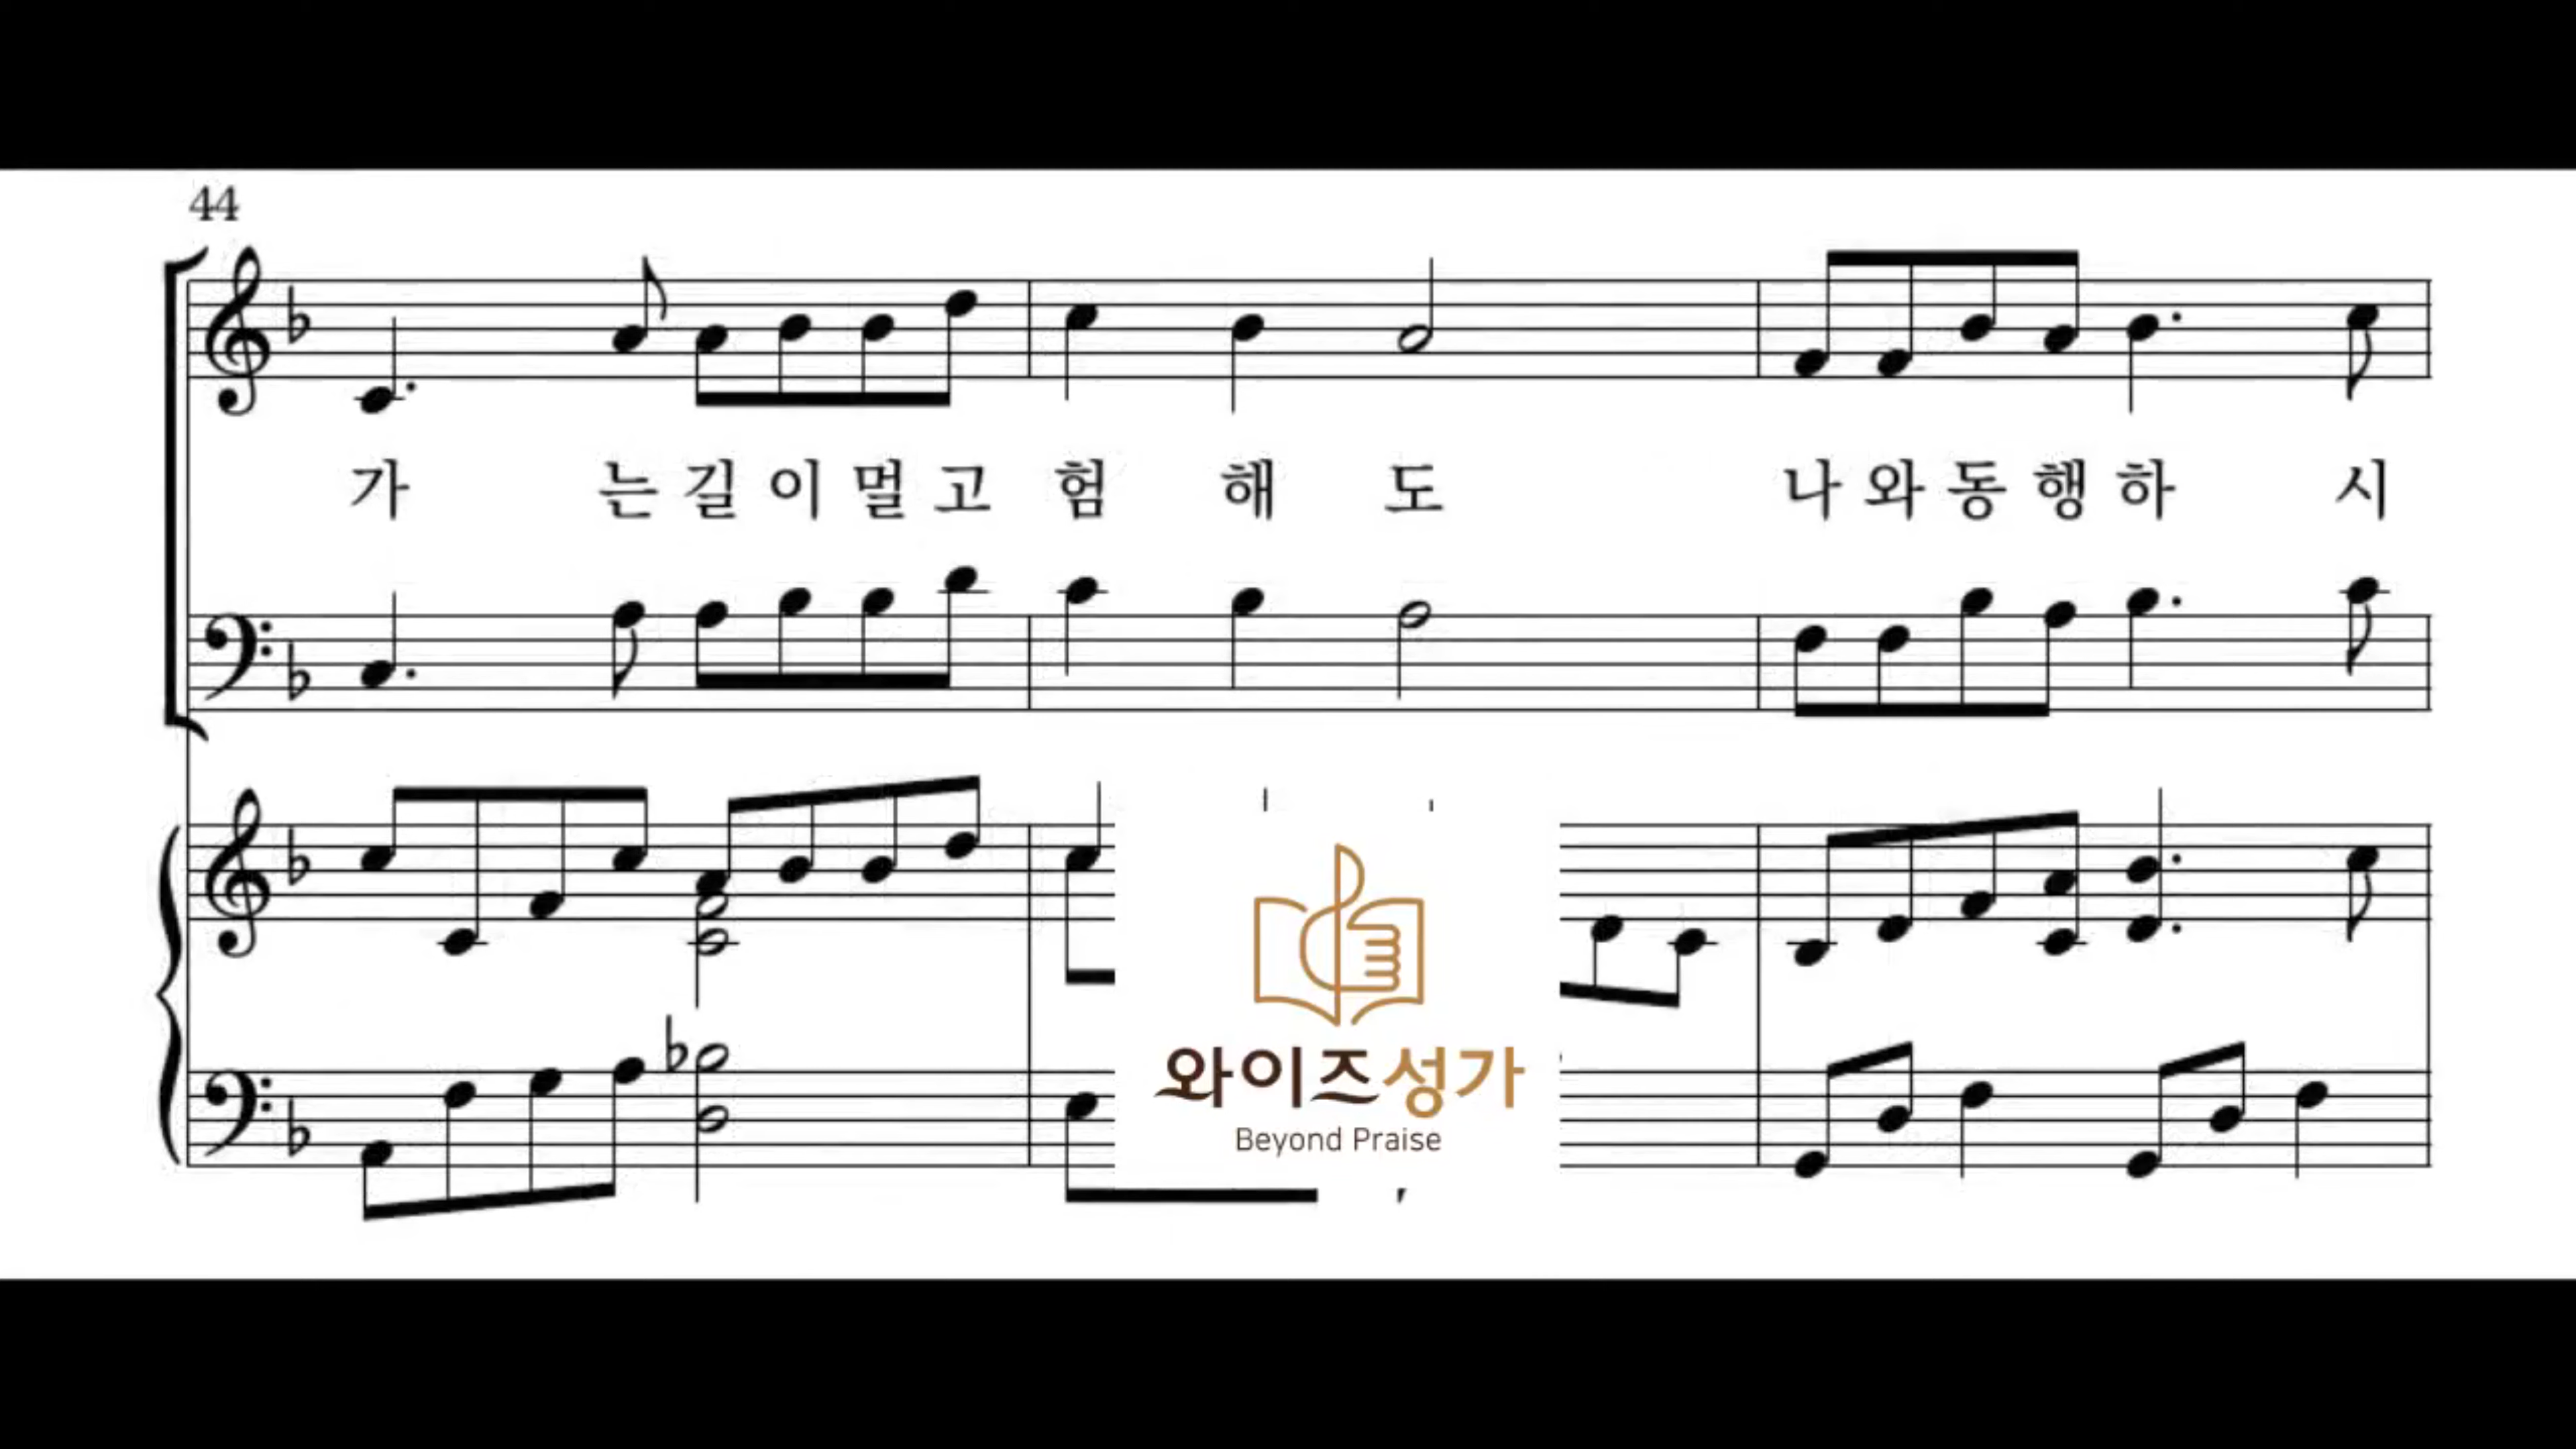 44
가 는 길 이 멀 고 험 해 도 나 와 동 행 하 시
와이즈성가
Beyond Praise